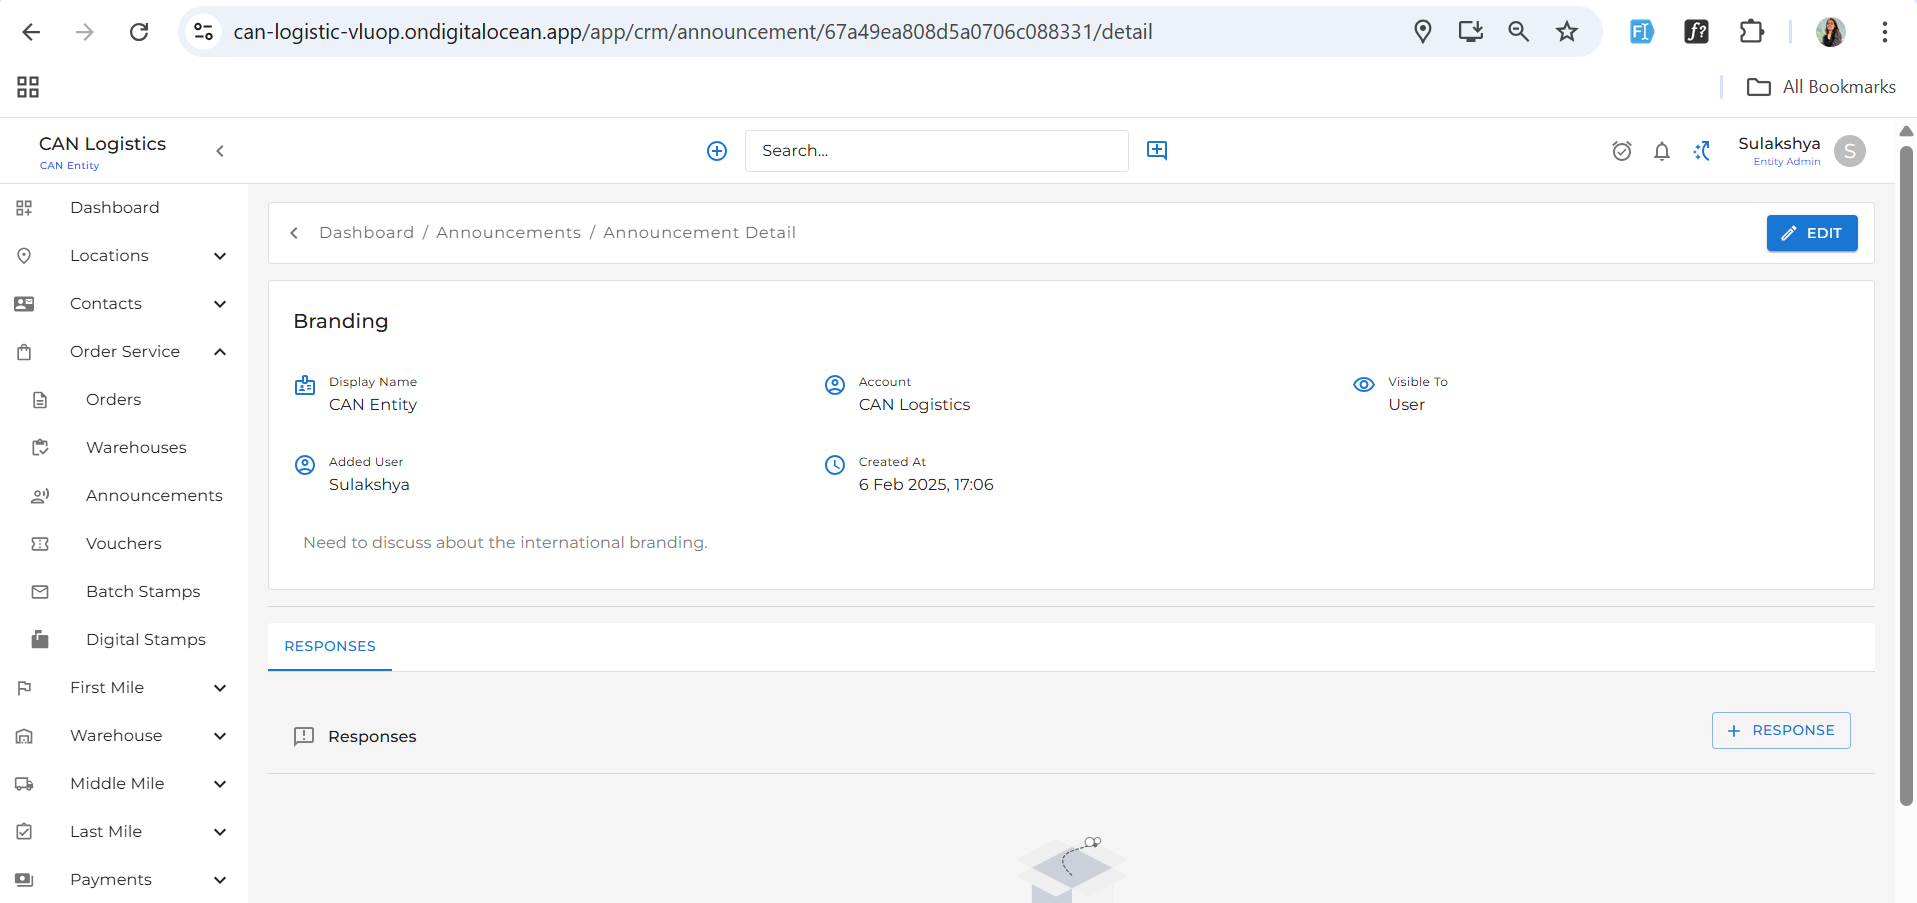 can-logistic-vluop.ondigitalocean.app/app/crm/announcement/67a49ea808d5a0706c088331/detail
All Bookmarks
CAN Logistics
CAN Entity
Search...
Sulakshya
Entity Admin
S
Dashboard
Locations
Contacts
Order Service
Orders
Warehouses
Announcements
Vouchers
Batch Stamps
Digital Stamps
First Mile
Warehouse
Middle Mile
Last Mile
Payments
Dashboard / Announcements / Announcement Detail
EDIT
Branding
Display Name
CAN Entity
Account
CAN Logistics
Visible To
User
Added User
Sulakshya
Created At
6 Feb 2025, 17:06
Need to discuss about the international branding.
RESPONSES
Responses
+ RESPONSE